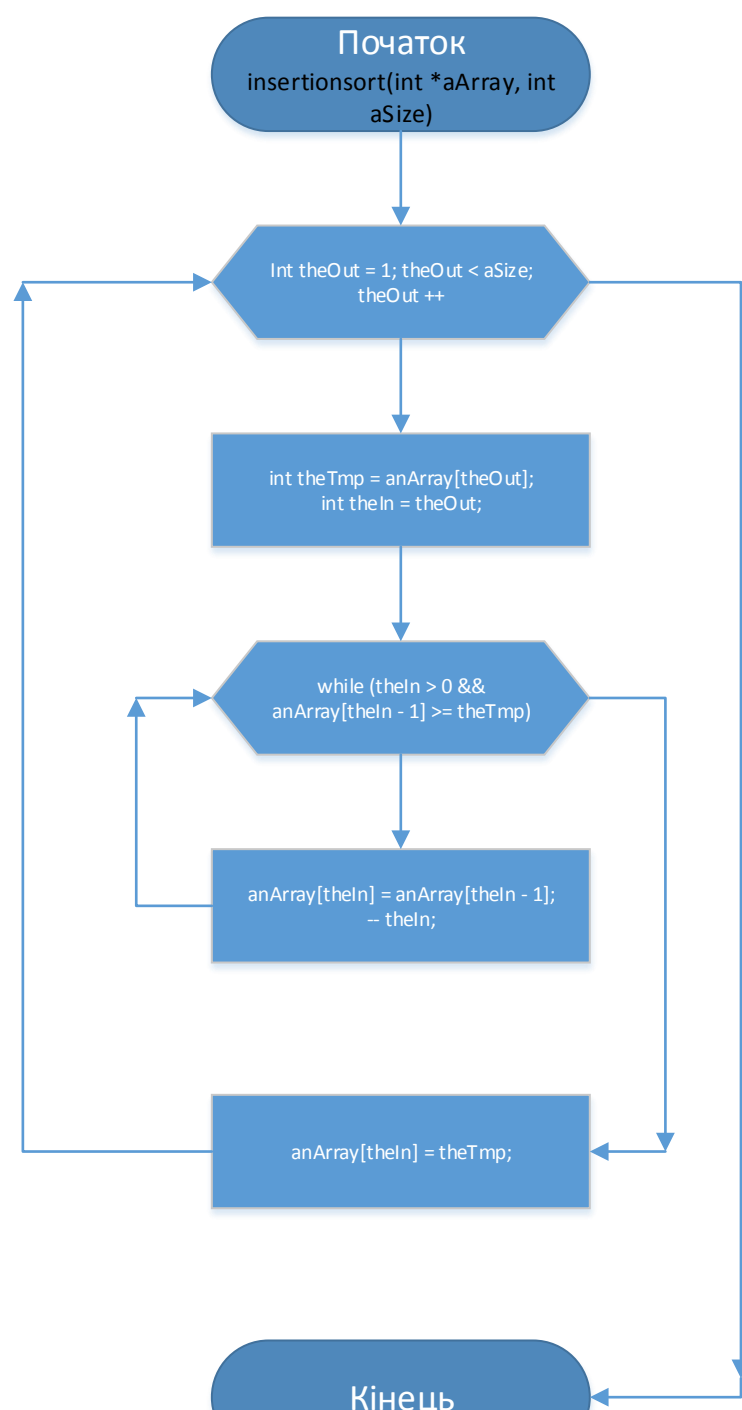 Початок
insertionsort(int *aArray, int
aSize)
Int theOut = 1; theOut < aSize;
theOut ++
int theTmp = anArray[theOut];
int theIn = theOut;
while (theIn > 0 &&
anArray[theIn - 1] >= theTmp)
anArray[theIn] = anArray[theIn - 1];
-- theIn;
anArray[theIn] = theTmp;
Кінець